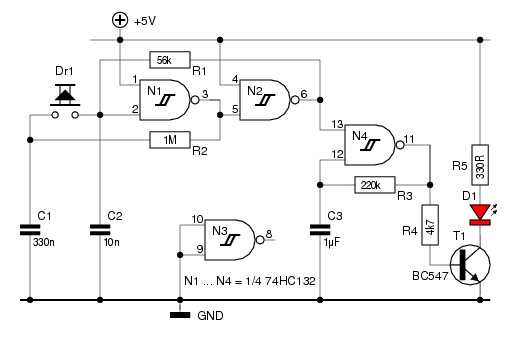 +5V
Dr1
56k
R1
1
N1
3
2
4
N2
6
5
1M
R2
13
N4
11
12
220k
R3
R5
330R
D1
C1
330n
C2
10n
10
N3
8
9
C3
1µF
R4
4k7
T1
BC547
N1 ... N4 = 1/4 74HC132
GND